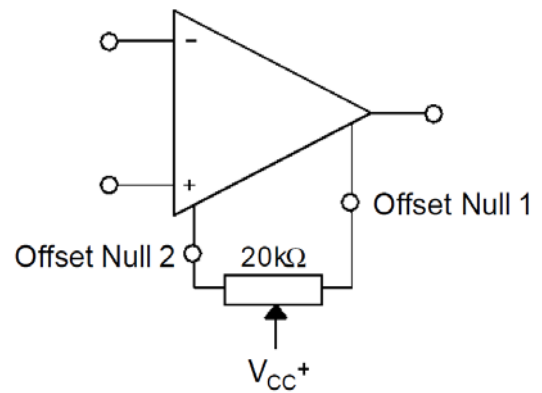 −
+
Offset Null 1
Offset Null 2
20kΩ
VCC+